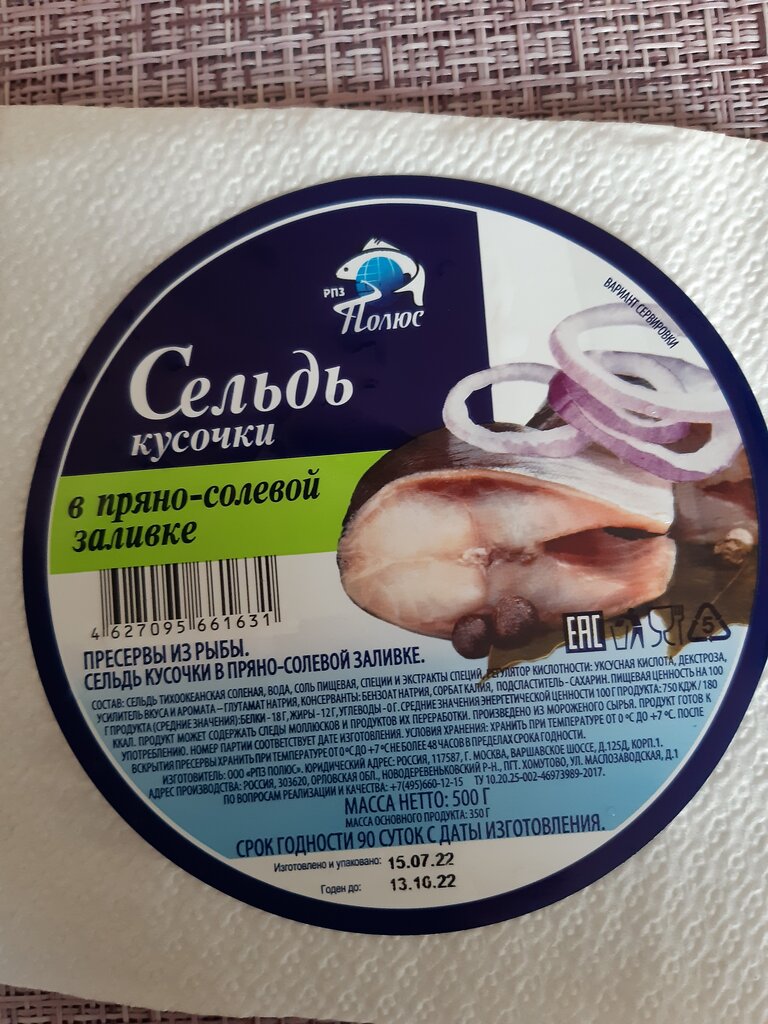 РПЗ
Полюс
ВАРИАНТ СЕРВИРОВКИ
Сельдь
кусочки
в пряно-солевой
заливке
4 627095 661631
EAC
5
ПРЕСЕРВЫ ИЗ РЫБЫ.
СЕЛЬДЬ КУСОЧКИ В ПРЯНО-СОЛЕВОЙ ЗАЛИВКЕ.
СОСТАВ: СЕЛЬДЬ ТИХООКЕАНСКАЯ СОЛЕНАЯ, ВОДА, СОЛЬ ПИЩЕВАЯ, СПЕЦИИ И ЭКСТРАКТЫ СПЕЦИЙ, РЕГУЛЯТОР КИСЛОТНОСТИ: УКСУСНАЯ КИСЛОТА, ДЕКСТРОЗА,
УСИЛИТЕЛЬ ВКУСА И АРОМАТА – ГЛУТАМАТ НАТРИЯ, КОНСЕРВАНТЫ: БЕНЗОАТ НАТРИЯ, СОРБАТ КАЛИЯ, ПОДСЛАСТИТЕЛЬ - САХАРИН. ПИЩЕВАЯ ЦЕННОСТЬ НА 100
Г ПРОДУКТА (СРЕДНИЕ ЗНАЧЕНИЯ): БЕЛКИ - 18 Г, ЖИРЫ - 12 Г, УГЛЕВОДЫ - 0 Г. СРЕДНИЕ ЗНАЧЕНИЯ ЭНЕРГЕТИЧЕСКОЙ ЦЕННОСТИ 100 Г ПРОДУКТА: 750 КДЖ / 180
ККАЛ. ПРОДУКТ МОЖЕТ СОДЕРЖАТЬ СЛЕДЫ МОЛЛЮСКОВ И ПРОДУКТОВ ИХ ПЕРЕРАБОТКИ. ПРОИЗВЕДЕНО ИЗ МОРОЖЕНОГО СЫРЬЯ. ПРОДУКТ ГОТОВ К
УПОТРЕБЛЕНИЮ. НОМЕР ПАРТИИ СООТВЕТСТВУЕТ ДАТЕ ИЗГОТОВЛЕНИЯ. УСЛОВИЯ ХРАНЕНИЯ: ХРАНИТЬ ПРИ ТЕМПЕРАТУРЕ ОТ 0 ºС ДО +7 ºС. ПОСЛЕ
ВСКРЫТИЯ ПРЕСЕРВЫ ХРАНИТЬ ПРИ ТЕМПЕРАТУРЕ ОТ 0 ºС ДО +7 ºС НЕ БОЛЕЕ 48 ЧАСОВ В ПРЕДЕЛАХ СРОКА ГОДНОСТИ.
ИЗГОТОВИТЕЛЬ: ООО «РПЗ ПОЛЮС». ЮРИДИЧЕСКИЙ АДРЕС: РОССИЯ, 117587, Г. МОСКВА, ВАРШАВСКОЕ ШОССЕ, Д.125Д, КОРП.1.
АДРЕС ПРОИЗВОДСТВА: РОССИЯ, 303620, ОРЛОВСКАЯ ОБЛ., НОВОДЕРЕВЕНЬКОВСКИЙ Р-Н., ПГТ. ХОМУТОВО, УЛ. МАСЛОЗАВОДСКАЯ, Д.1
ПО ВОПРОСАМ РЕАЛИЗАЦИИ И КАЧЕСТВА: +7(495)660-12-15 ТУ 10.20.25-002-46973989-2017.
МАССА НЕТТО: 500 Г
МАССА ОСНОВНОГО ПРОДУКТА: 350 Г
СРОК ГОДНОСТИ 90 СУТОК С ДАТЫ ИЗГОТОВЛЕНИЯ.
Изготовлено и упаковано: 15.07.22
Годен до: 13.10.22